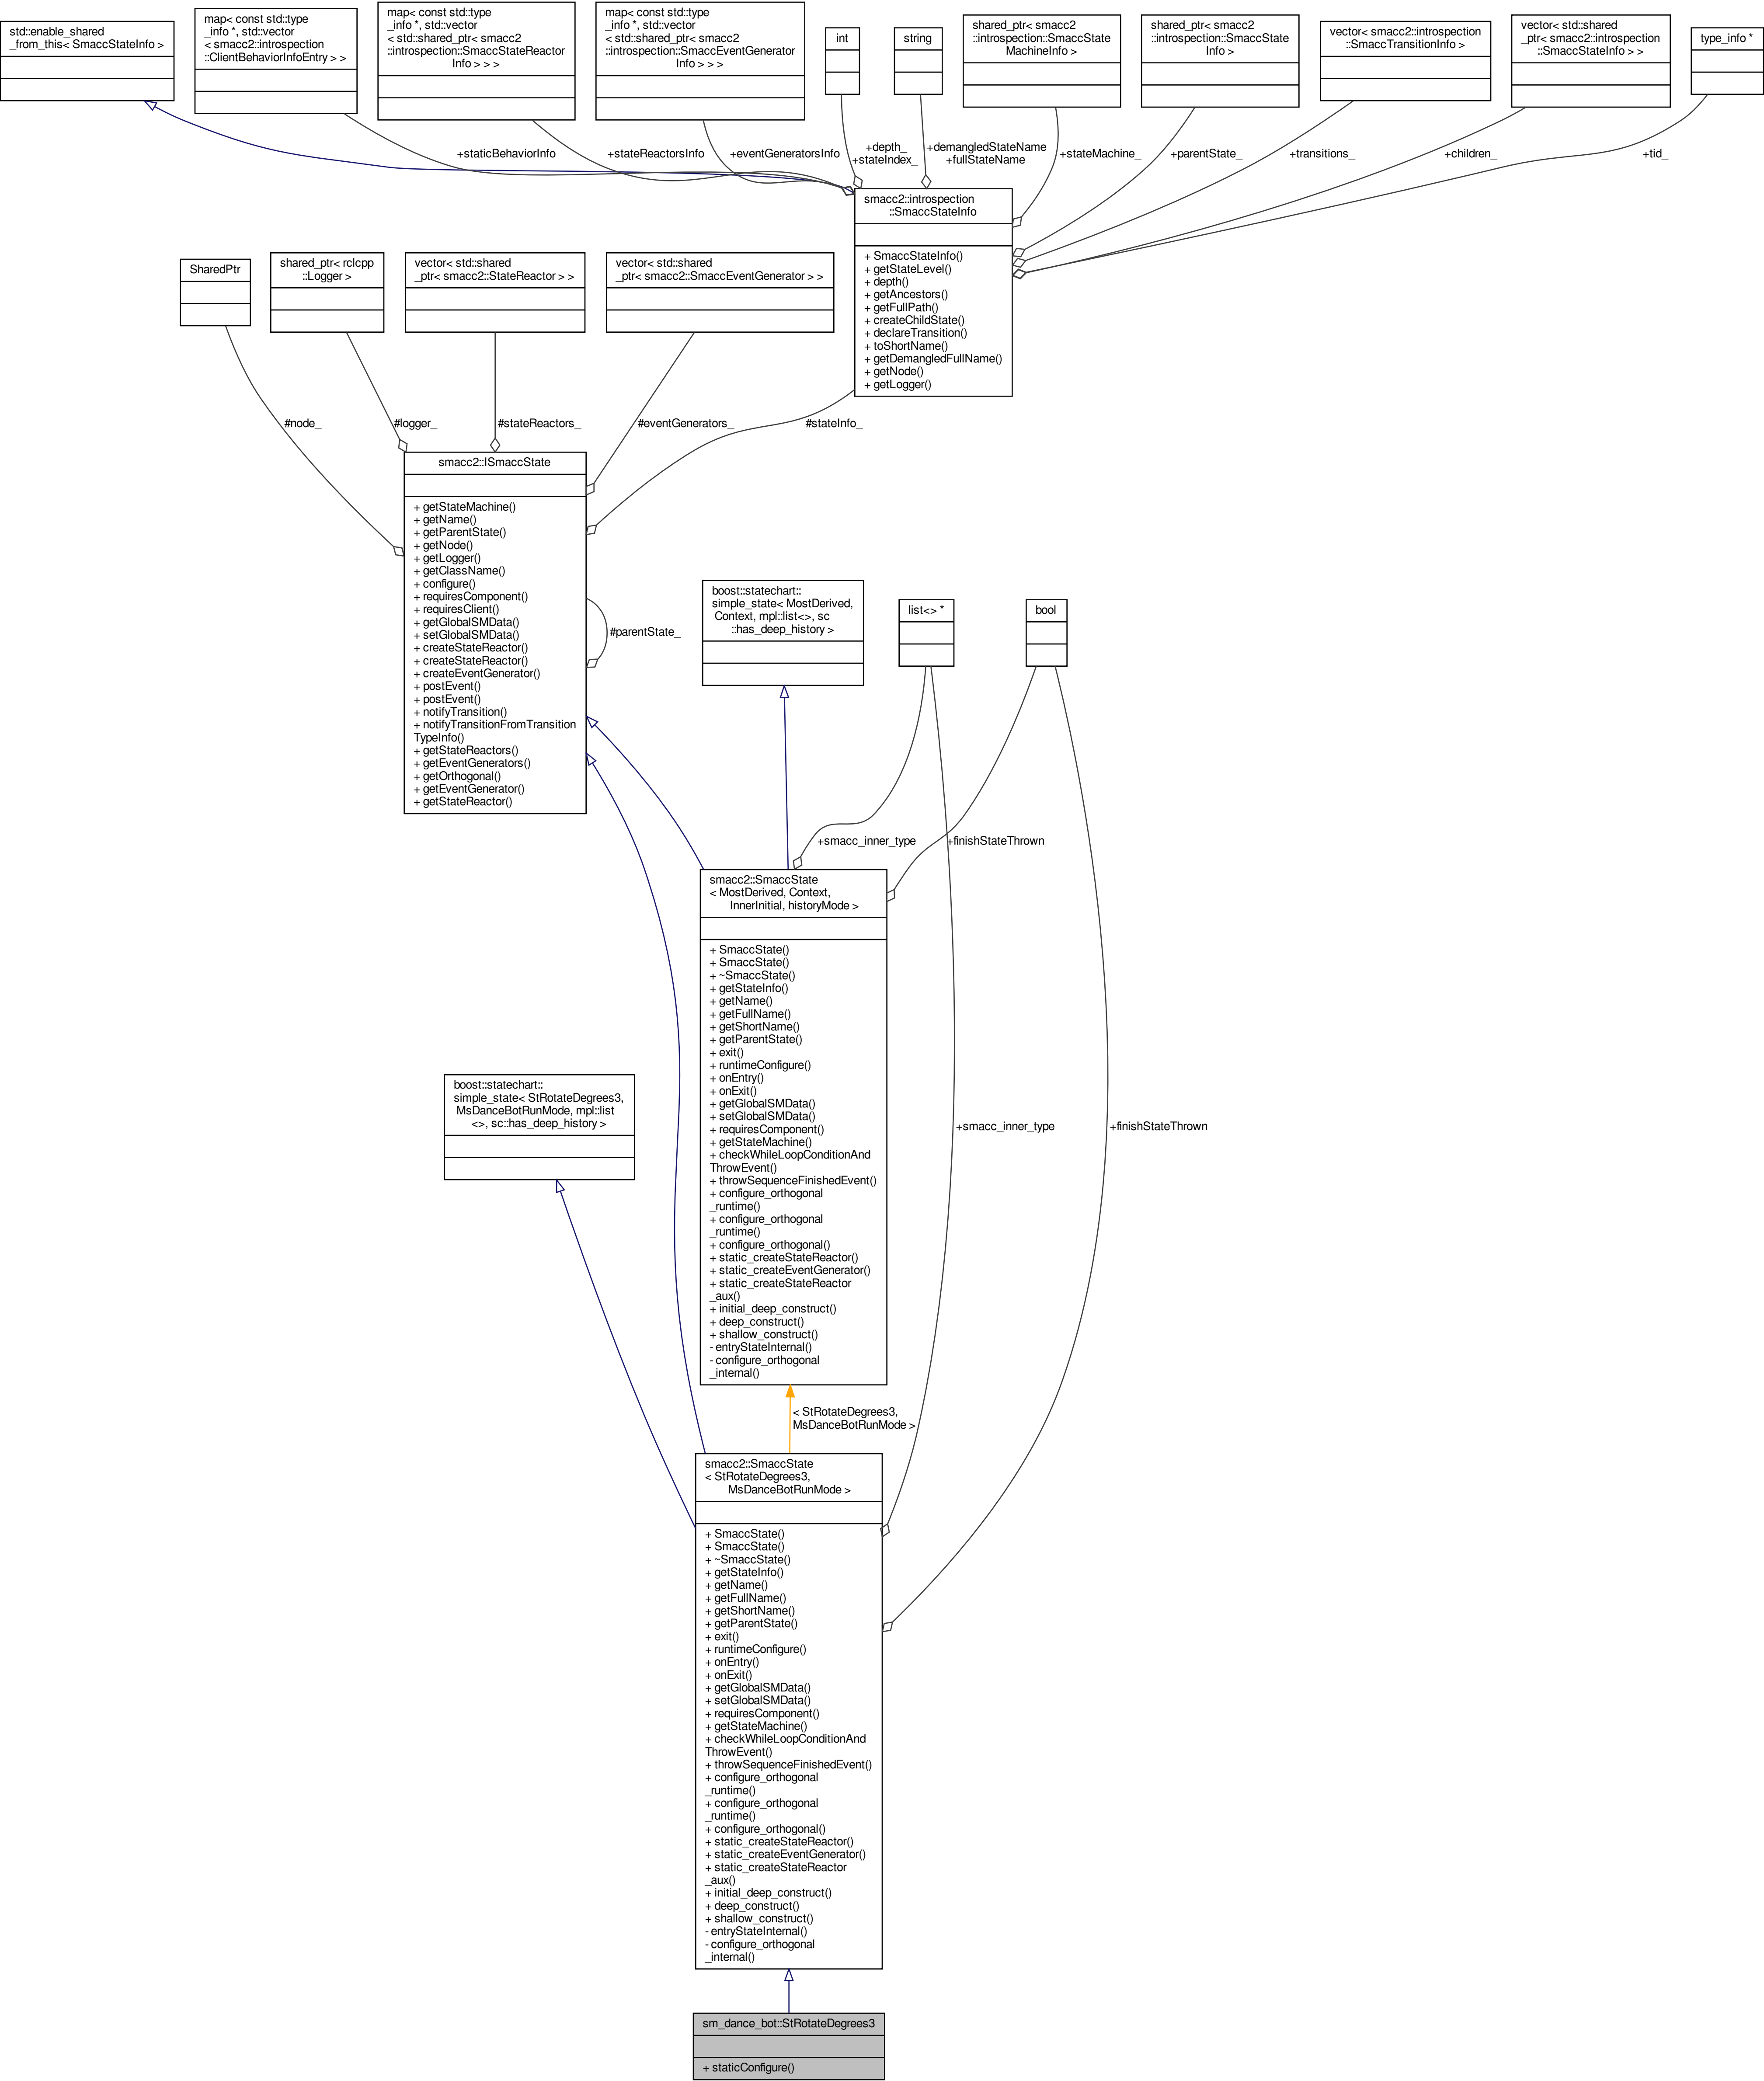 std::enable_shared
_from_this< SmaccStateInfo >
map< const std::type
_info *, std::vector
< smacc2::introspection
::ClientBehaviorInfoEntry > >
map< const std::type
_info *, std::vector
< std::shared_ptr< smacc2
::introspection::SmaccStateReactor
Info > > >
map< const std::type
_info *, std::vector
< std::shared_ptr< smacc2
::introspection::SmaccEventGenerator
Info > > >
int
string
shared_ptr< smacc2
::introspection::SmaccState
MachineInfo >
shared_ptr< smacc2
::introspection::SmaccState
Info >
vector< smacc2::introspection
::SmaccTransitionInfo >
vector< std::shared
_ptr< smacc2::introspection
::SmaccStateInfo > >
type_info *
+staticBehaviorInfo
+stateReactorsInfo
+eventGeneratorsInfo
+depth_
+stateIndex_
+demangledStateName
+fullStateName
+stateMachine_
+parentState_
+transitions_
+children_
+tid_
smacc2::introspection
::SmaccStateInfo
+ SmaccStateInfo()
+ getStateLevel()
+ depth()
+ getAncestors()
+ getFullPath()
+ createChildState()
+ declareTransition()
+ toShortName()
+ getDemangledFullName()
+ getNode()
+ getLogger()
SharedPtr
shared_ptr< rclcpp
::Logger >
vector< std::shared
_ptr< smacc2::StateReactor > >
vector< std::shared
_ptr< smacc2::SmaccEventGenerator > >
#node_
#logger_
#stateReactors_
#eventGenerators_
#stateInfo_
smacc2::ISmaccState
+ getStateMachine()
+ getName()
+ getParentState()
+ getNode()
+ getLogger()
+ getClassName()
+ configure()
+ requiresComponent()
+ requiresClient()
+ getGlobalSMData()
+ setGlobalSMData()
+ createStateReactor()
+ createStateReactor()
+ createEventGenerator()
+ postEvent()
+ postEvent()
+ notifyTransition()
+ notifyTransitionFromTransition
TypeInfo()
+ getStateReactors()
+ getEventGenerators()
+ getOrthogonal()
+ getEventGenerator()
+ getStateReactor()
#parentState_
boost::statechart::
simple_state< MostDerived,
Context, mpl::list<>, sc
::has_deep_history >
list<> *
bool
+smacc_inner_type
+finishStateThrown
smacc2::SmaccState
< MostDerived, Context,
InnerInitial, historyMode >
+ SmaccState()
+ SmaccState()
+ ~SmaccState()
+ getStateInfo()
+ getName()
+ getFullName()
+ getShortName()
+ getParentState()
+ exit()
+ runtimeConfigure()
+ onEntry()
+ onExit()
+ getGlobalSMData()
+ setGlobalSMData()
+ requiresComponent()
+ getStateMachine()
+ checkWhileLoopConditionAnd
ThrowEvent()
+ throwSequenceFinishedEvent()
+ configure_orthogonal
_runtime()
+ configure_orthogonal
_runtime()
+ configure_orthogonal()
+ static_createStateReactor()
+ static_createEventGenerator()
+ static_createStateReactor
_aux()
+ initial_deep_construct()
+ deep_construct()
+ shallow_construct()
- entryStateInternal()
- configure_orthogonal
_internal()
boost::statechart::
simple_state< StRotateDegrees3,
MsDanceBotRunMode, mpl::list
<>, sc::has_deep_history >
+smacc_inner_type
+finishStateThrown
< StRotateDegrees3,
MsDanceBotRunMode >
smacc2::SmaccState
< StRotateDegrees3,
MsDanceBotRunMode >
+ SmaccState()
+ SmaccState()
+ ~SmaccState()
+ getStateInfo()
+ getName()
+ getFullName()
+ getShortName()
+ getParentState()
+ exit()
+ runtimeConfigure()
+ onEntry()
+ onExit()
+ getGlobalSMData()
+ setGlobalSMData()
+ requiresComponent()
+ getStateMachine()
+ checkWhileLoopConditionAnd
ThrowEvent()
+ throwSequenceFinishedEvent()
+ configure_orthogonal
_runtime()
+ configure_orthogonal
_runtime()
+ configure_orthogonal()
+ static_createStateReactor()
+ static_createEventGenerator()
+ static_createStateReactor
_aux()
+ initial_deep_construct()
+ deep_construct()
+ shallow_construct()
- entryStateInternal()
- configure_orthogonal
_internal()
sm_dance_bot::StRotateDegrees3
+ staticConfigure()